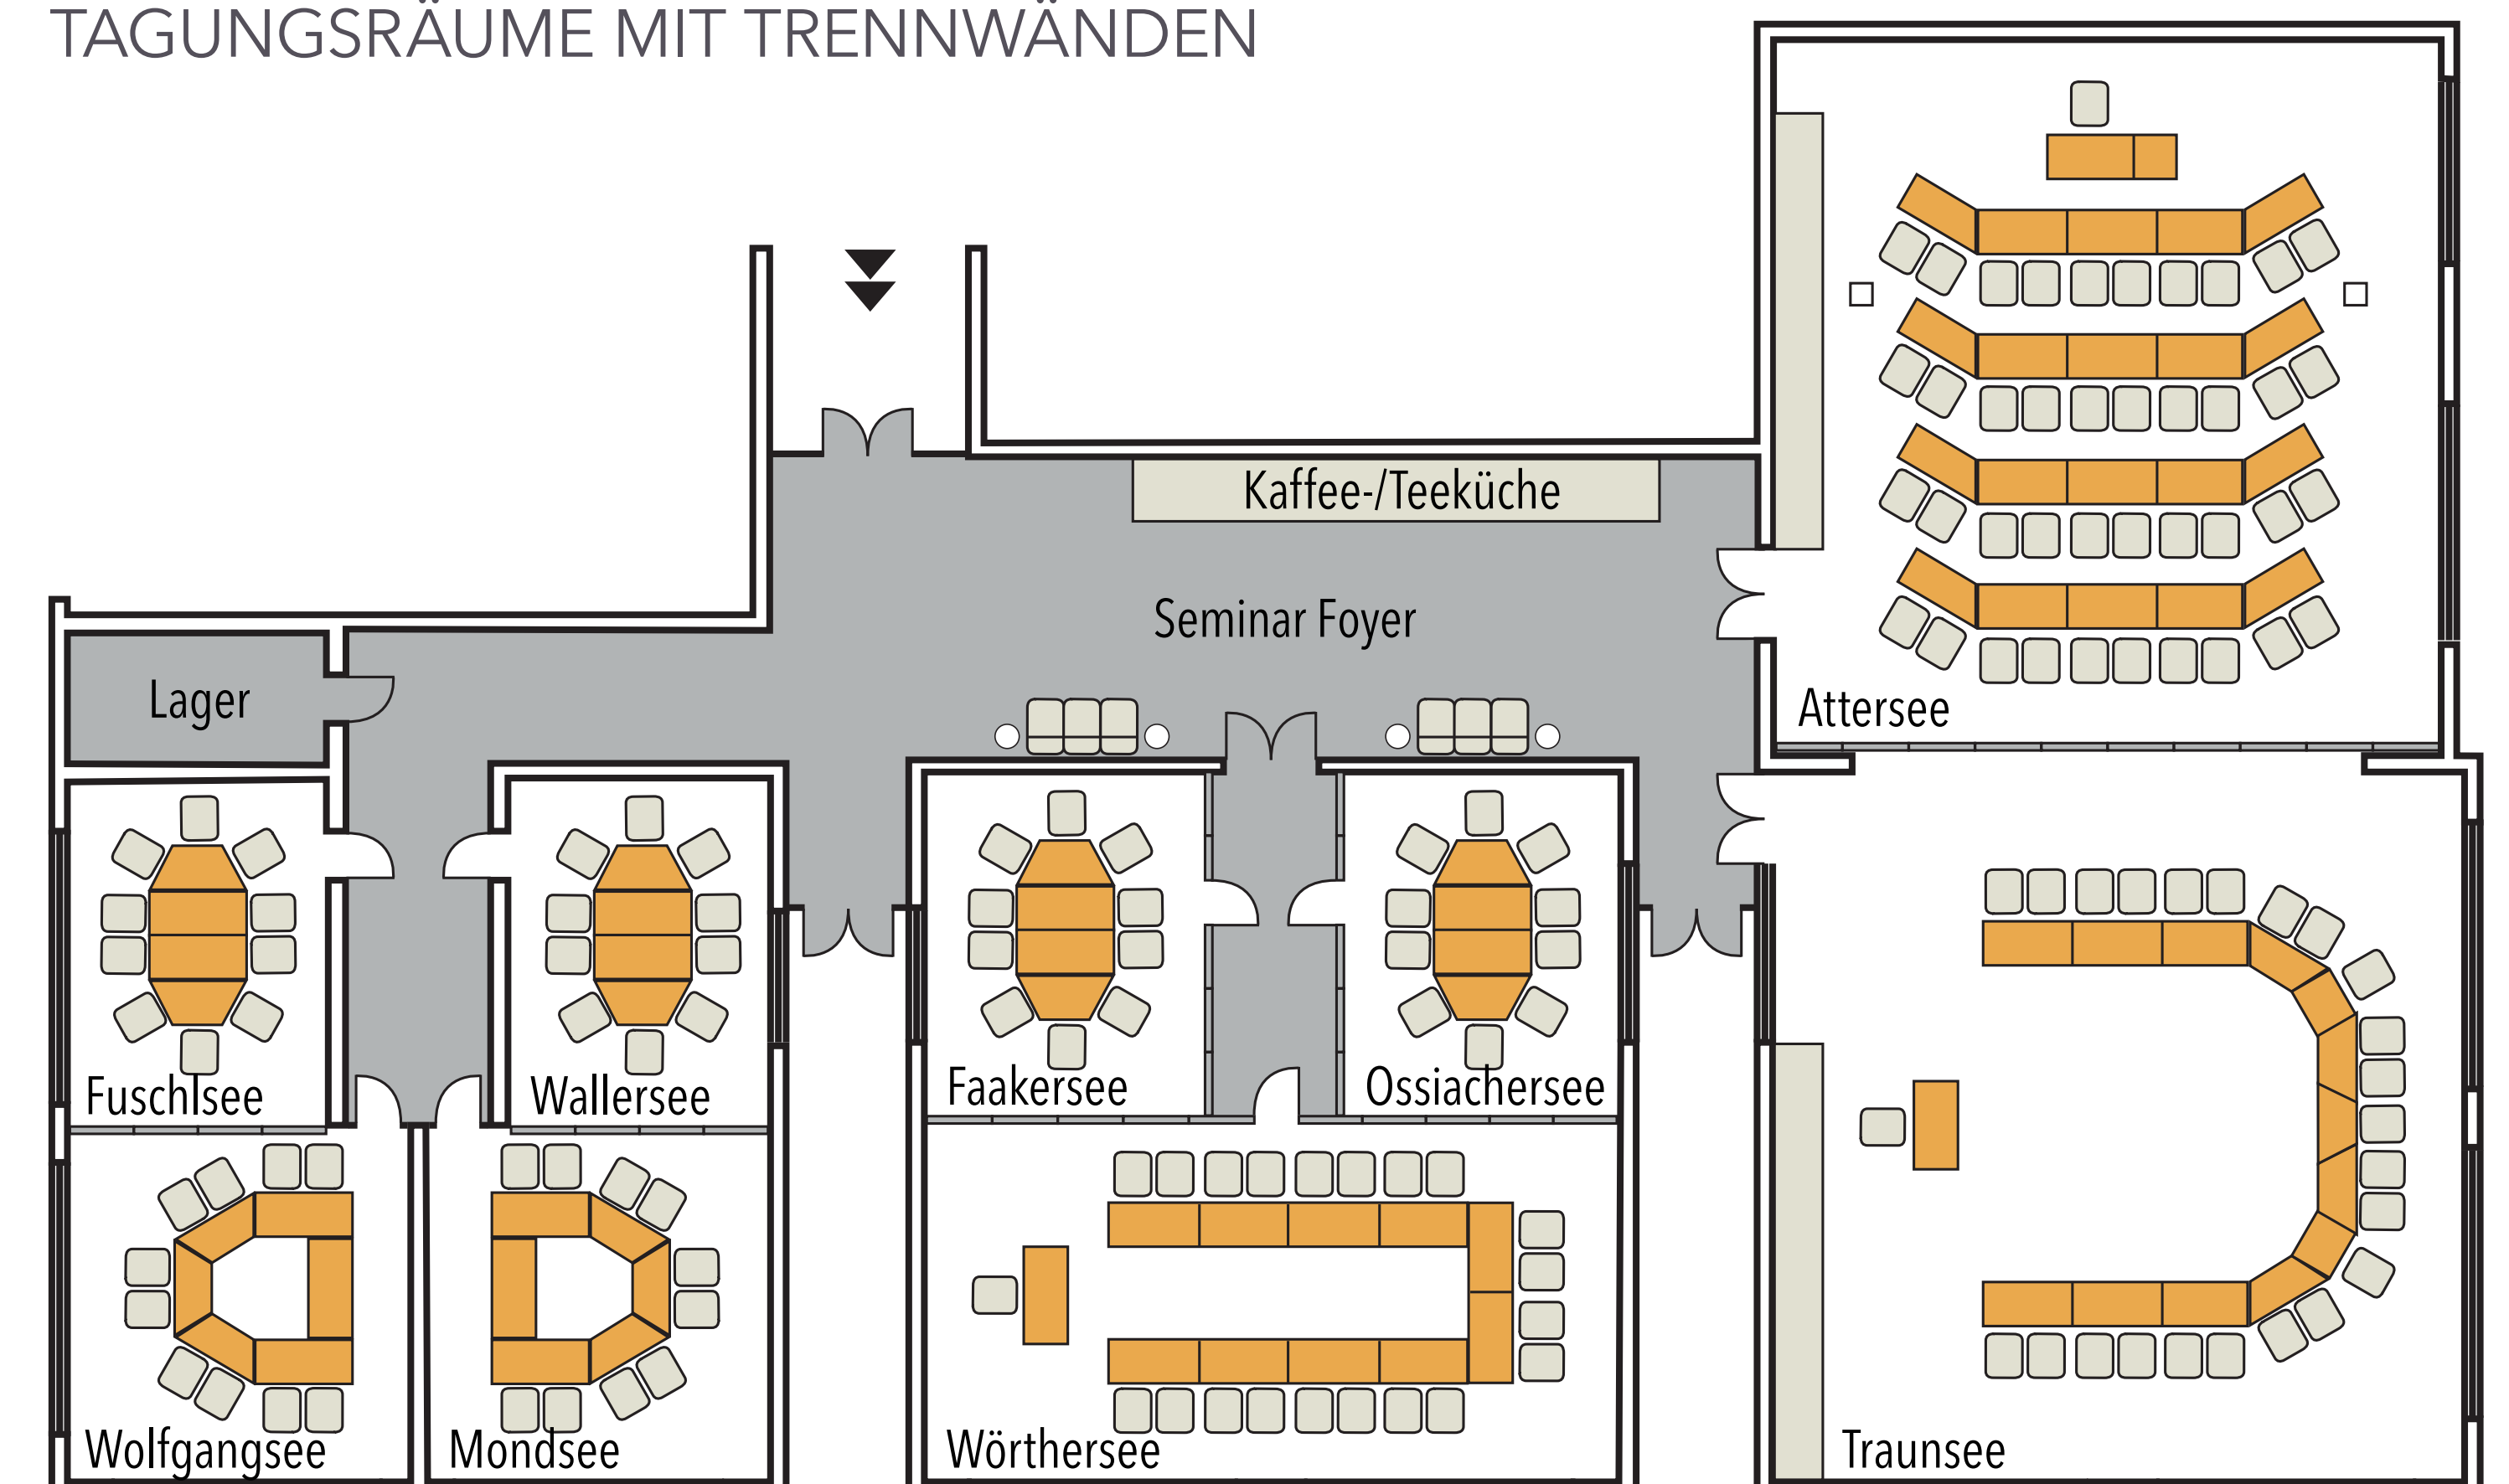 TAGUNGSRÄUME MIT TRENNWÄNDEN
Kaffee-/Teeküche
Seminar Foyer
Lager
Attersee
Fuschlsee
Wallersee
Faakersee
Ossiachersee
Wolfgangsee
Mondsee
Wörthersee
Traunsee